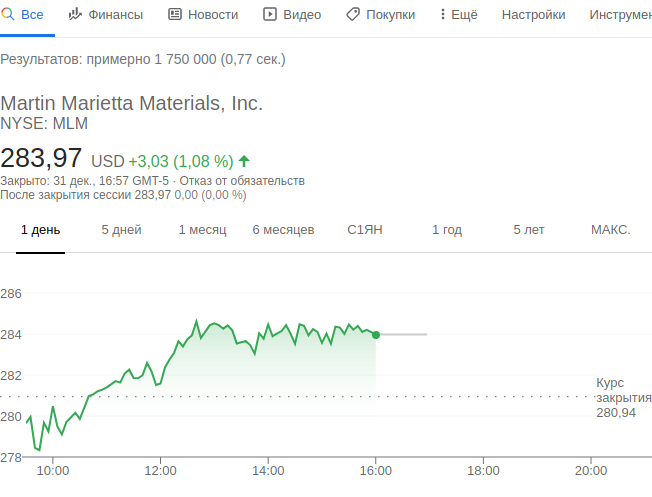 Все Финансы Новости Видео Покупки Ещё Настройки Инструмен
Результатов: примерно 1 750 000 (0,77 сек.)
Martin Marietta Materials, Inc.
NYSE: MLM
283,97 USD +3,03 (1,08 %)
Закрыто: 31 дек., 16:57 GMT-5 · Отказ от обязательств
После закрытия сессии 283,97 0,00 (0,00 %)
1 день 5 дней 1 месяц 6 месяцев С1ЯН 1 год 5 лет МАКС.
286
284
282
Курс
закрытия
280,94
280
278
10:00 12:00 14:00 16:00 18:00 20:00